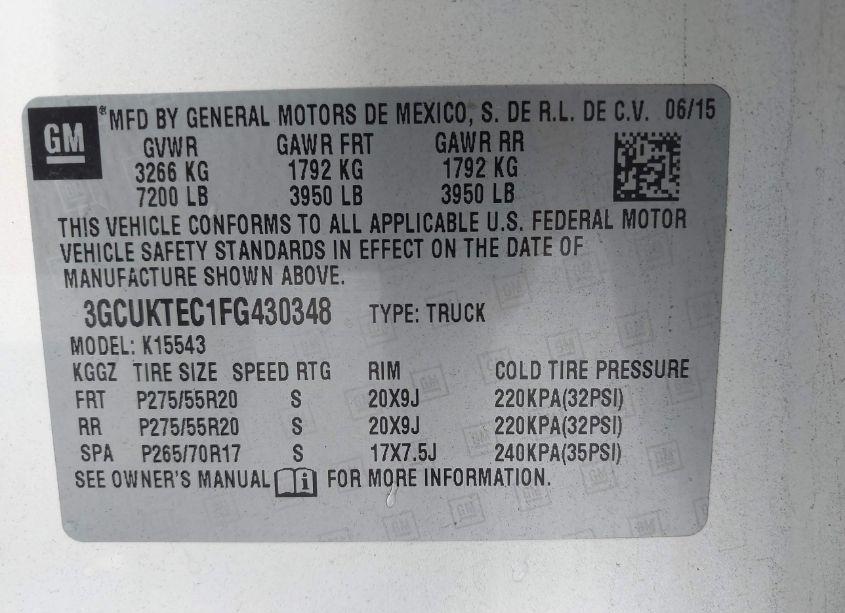 GM ® MFD BY GENERAL MOTORS DE MEXICO, S. DE R.L. DE C.V. 06/15
GVWR GAWR FRT GAWR RR
3266 KG 1792 KG 1792 KG
7200 LB 3950 LB 3950 LB
THIS VEHICLE CONFORMS TO ALL APPLICABLE U.S. FEDERAL MOTOR
VEHICLE SAFETY STANDARDS IN EFFECT ON THE DATE OF
MANUFACTURE SHOWN ABOVE.
3GCUKTEC1FG430348 TYPE: TRUCK
MODEL: K15543
KGGZ TIRE SIZE SPEED RTG RIM COLD TIRE PRESSURE
FRT P275/55R20 S 20X9J 220KPA(32PSI)
RR P275/55R20 S 20X9J 220KPA(32PSI)
SPA P265/70R17 S 17X7.5J 240KPA(35PSI)
SEE OWNER'S MANUAL i FOR MORE INFORMATION.